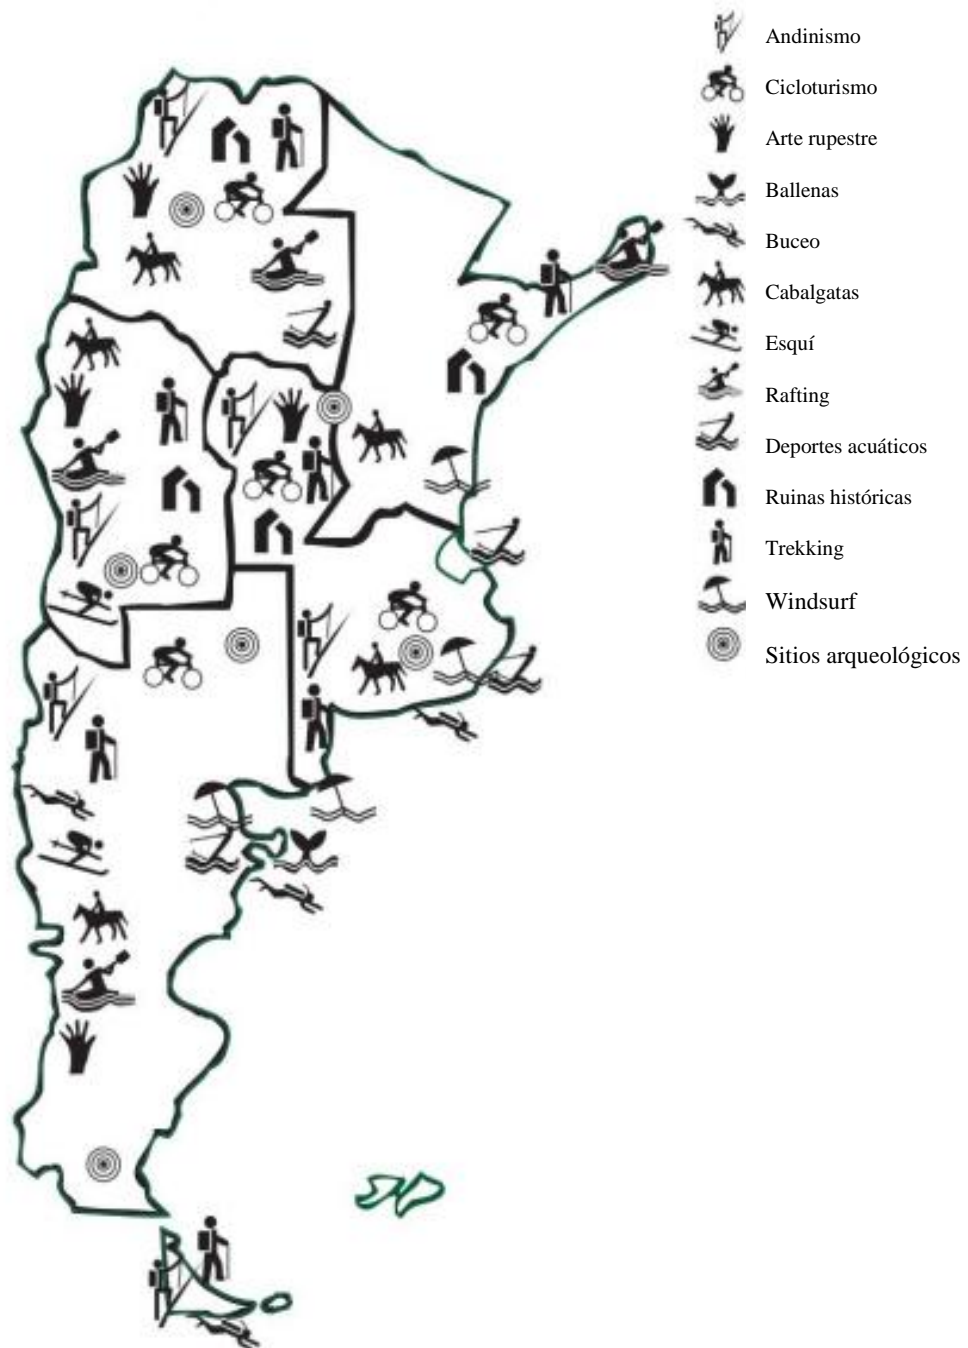 Andinismo
Cicloturismo
Arte rupestre
Ballenas
Buceo
Cabalgatas
Esquí
Rafting
Deportes acuáticos
Ruinas históricas
Trekking
Windsurf
Sitios arqueológicos